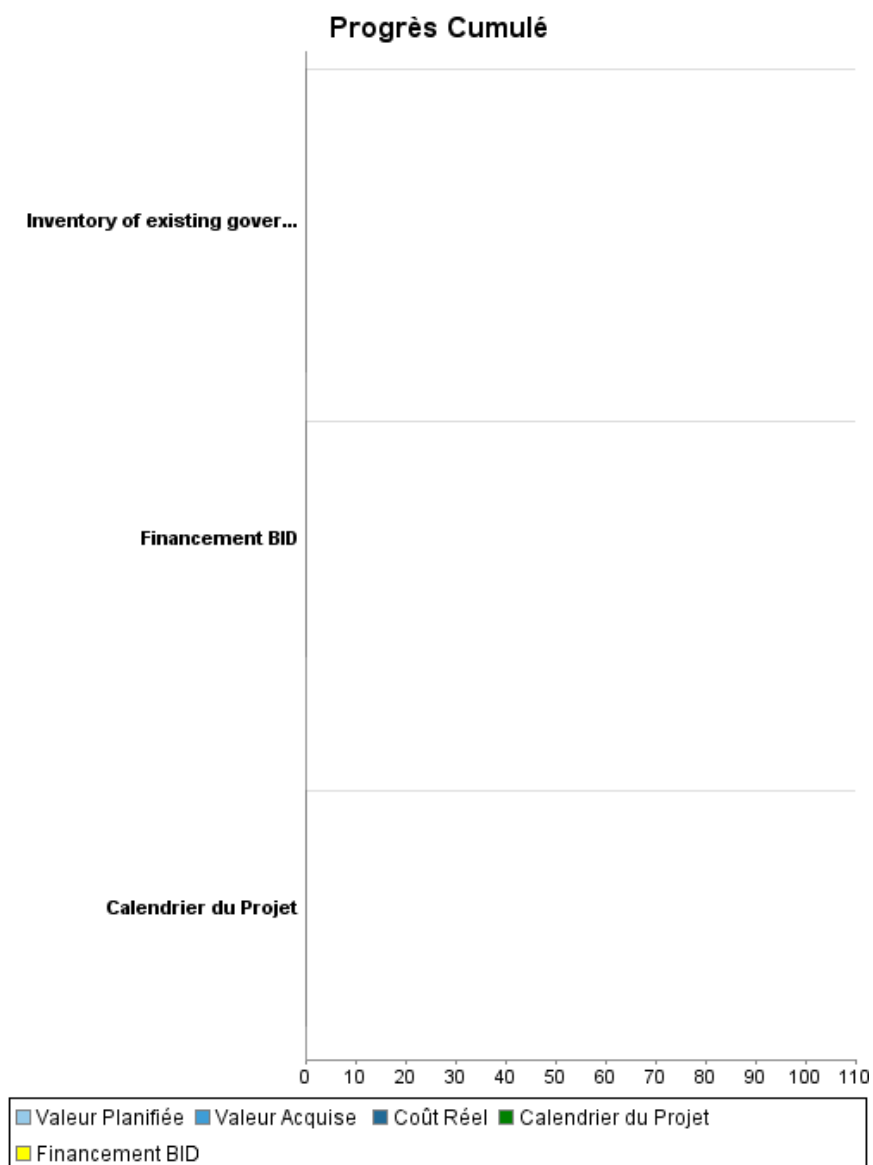 Progrès Cumulé
Inventory of existing gover...
Financement BID
Calendrier du Projet
0 10 20 30 40 50 60 70 80 90 100 110
Valeur Planifiée Valeur Acquise Coût Réel Calendrier du Projet
Financement BID